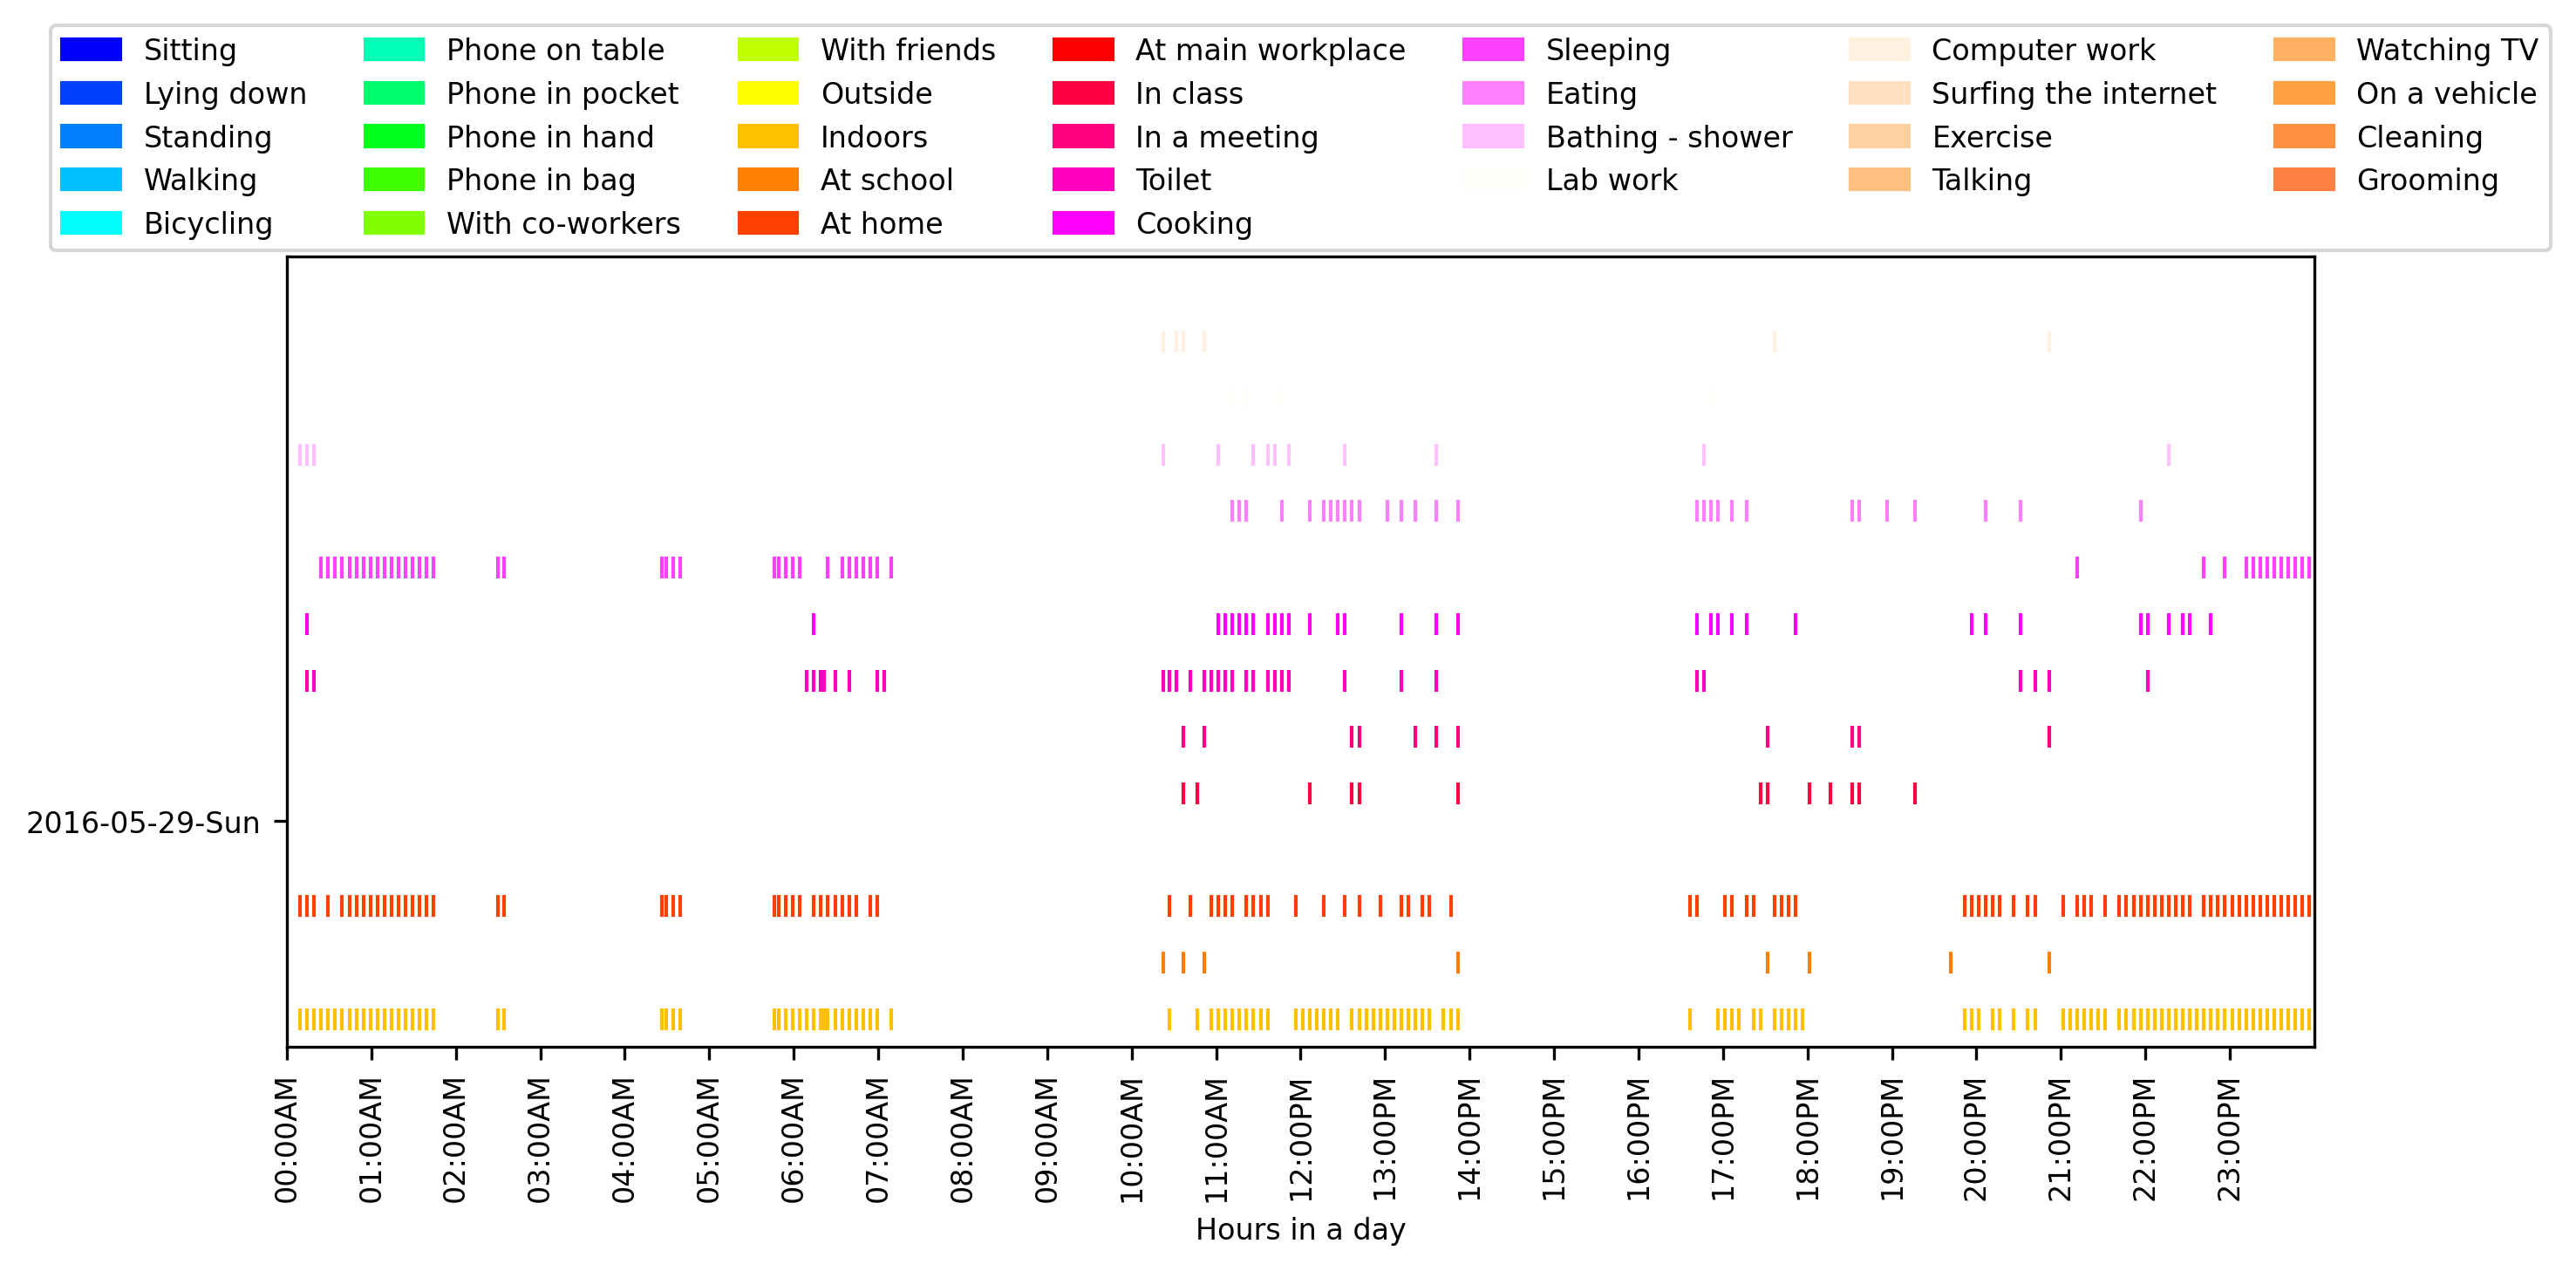 Sitting
Lying down
Standing
Walking
Bicycling
Phone on table
Phone in pocket
Phone in hand
Phone in bag
With co-workers
With friends
Outside
Indoors
At school
At home
At main workplace
In class
In a meeting
Toilet
Cooking
Sleeping
Eating
Bathing - shower
Lab work
Computer work
Surfing the internet
Exercise
Talking
Watching TV
On a vehicle
Cleaning
Grooming
2016-05-29-Sun
00:00AM
01:00AM
02:00AM
03:00AM
04:00AM
05:00AM
06:00AM
07:00AM
08:00AM
09:00AM
10:00AM
11:00AM
12:00PM
13:00PM
14:00PM
15:00PM
16:00PM
17:00PM
18:00PM
19:00PM
20:00PM
21:00PM
22:00PM
23:00PM
Hours in a day